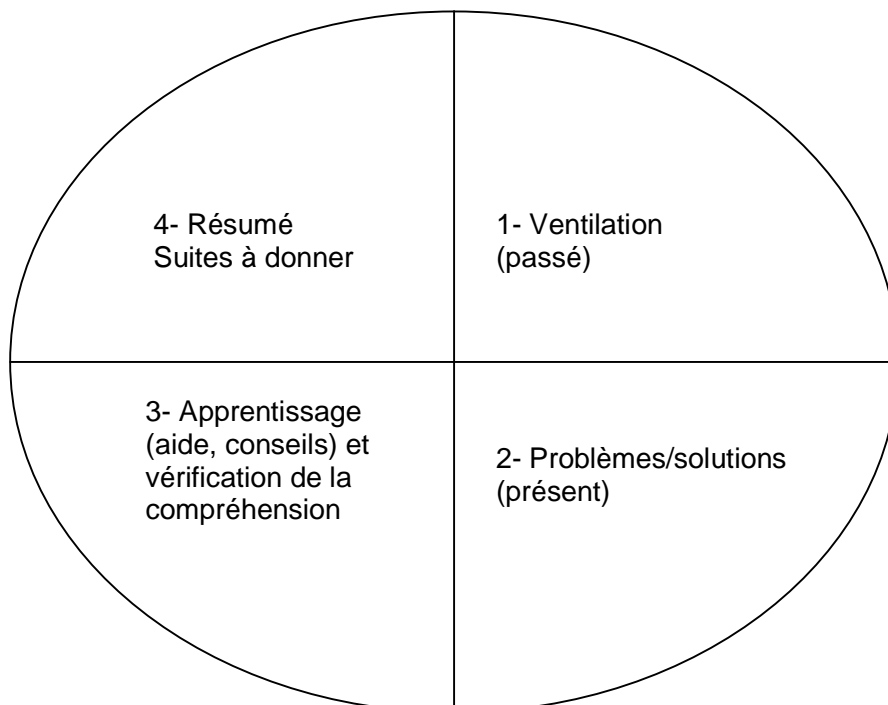 4- Résumé
Suites à donner
1- Ventilation
(passé)
3- Apprentissage
(aide, conseils) et
vérification de la
compréhension
2- Problèmes/solutions
(présent)